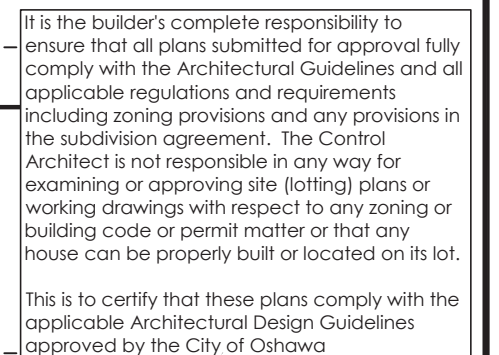 It is the builder's complete responsibility to
ensure that all plans submitted for approval fully
comply with the Architectural Guidelines and all
applicable regulations and requirements
including zoning provisions and any provisions in
the subdivision agreement. The Control
Architect is not responsible in any way for
examining or approving site (lotting) plans or
working drawings with respect to any zoning or
building code or permit matter or that any
house can be properly built or located on its lot.

This is to certify that these plans comply with the
applicable Architectural Design Guidelines
approved by the City of Oshawa